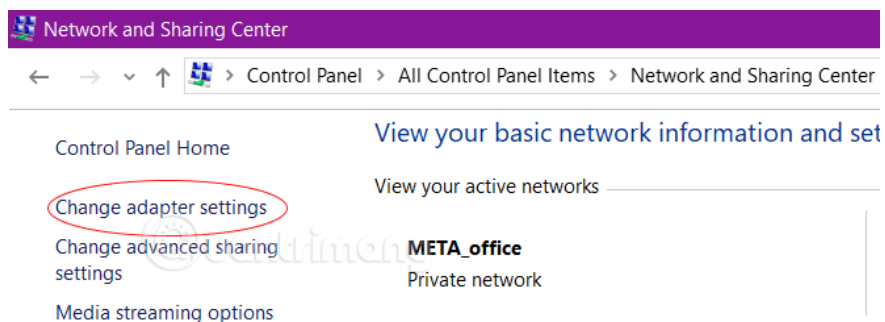 Network and Sharing Center
Control Panel > All Control Panel Items > Network and Sharing Center
View your basic network information and set
Control Panel Home
View your active networks
Change adapter settings
Change advanced sharing
settings
META_office
Private network
Media streaming options